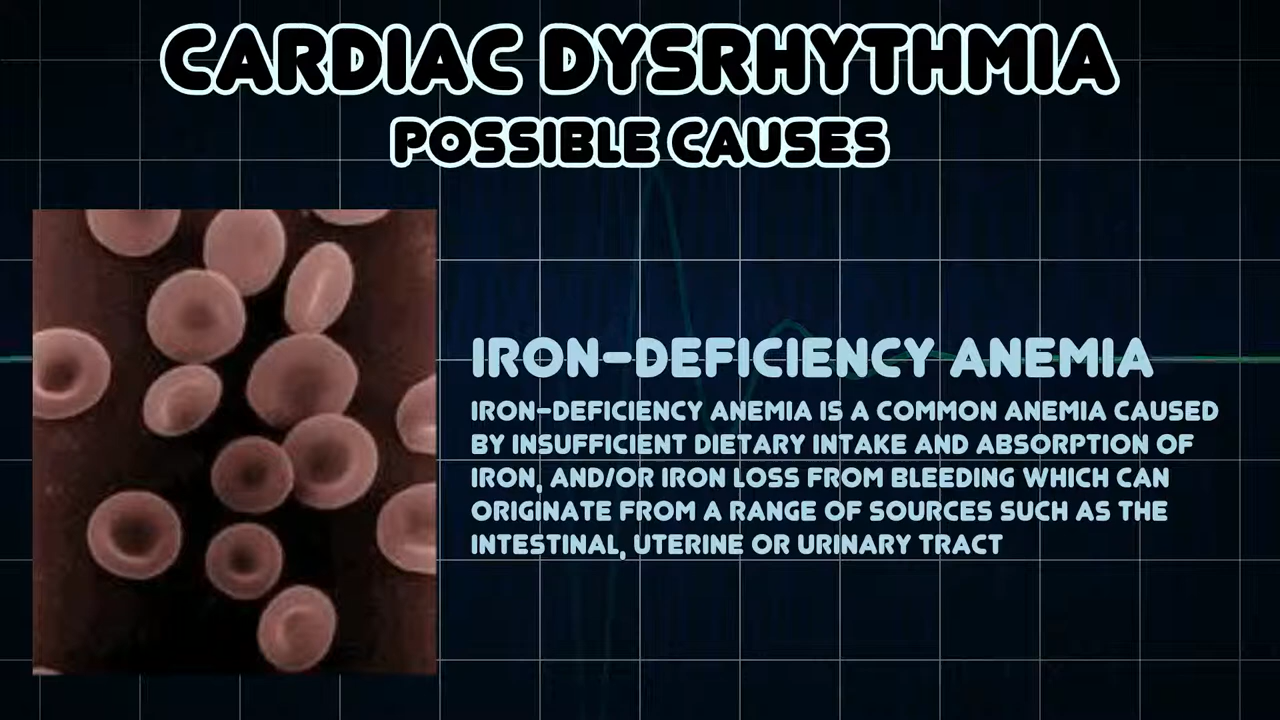 CARDIAC DYSRHYTHMIA
POSSIBLE CAUSES
IRON-DEFICIENCY ANEMIA
IRON-DEFICIENCY ANEMIA IS A COMMON ANEMIA CAUSED
BY INSUFFICIENT DIETARY INTAKE AND ABSORPTION OF
IRON, AND/OR IRON LOSS FROM BLEEDING WHICH CAN
ORIGINATE FROM A RANGE OF SOURCES SUCH AS THE
INTESTINAL, UTERINE OR URINARY TRACT